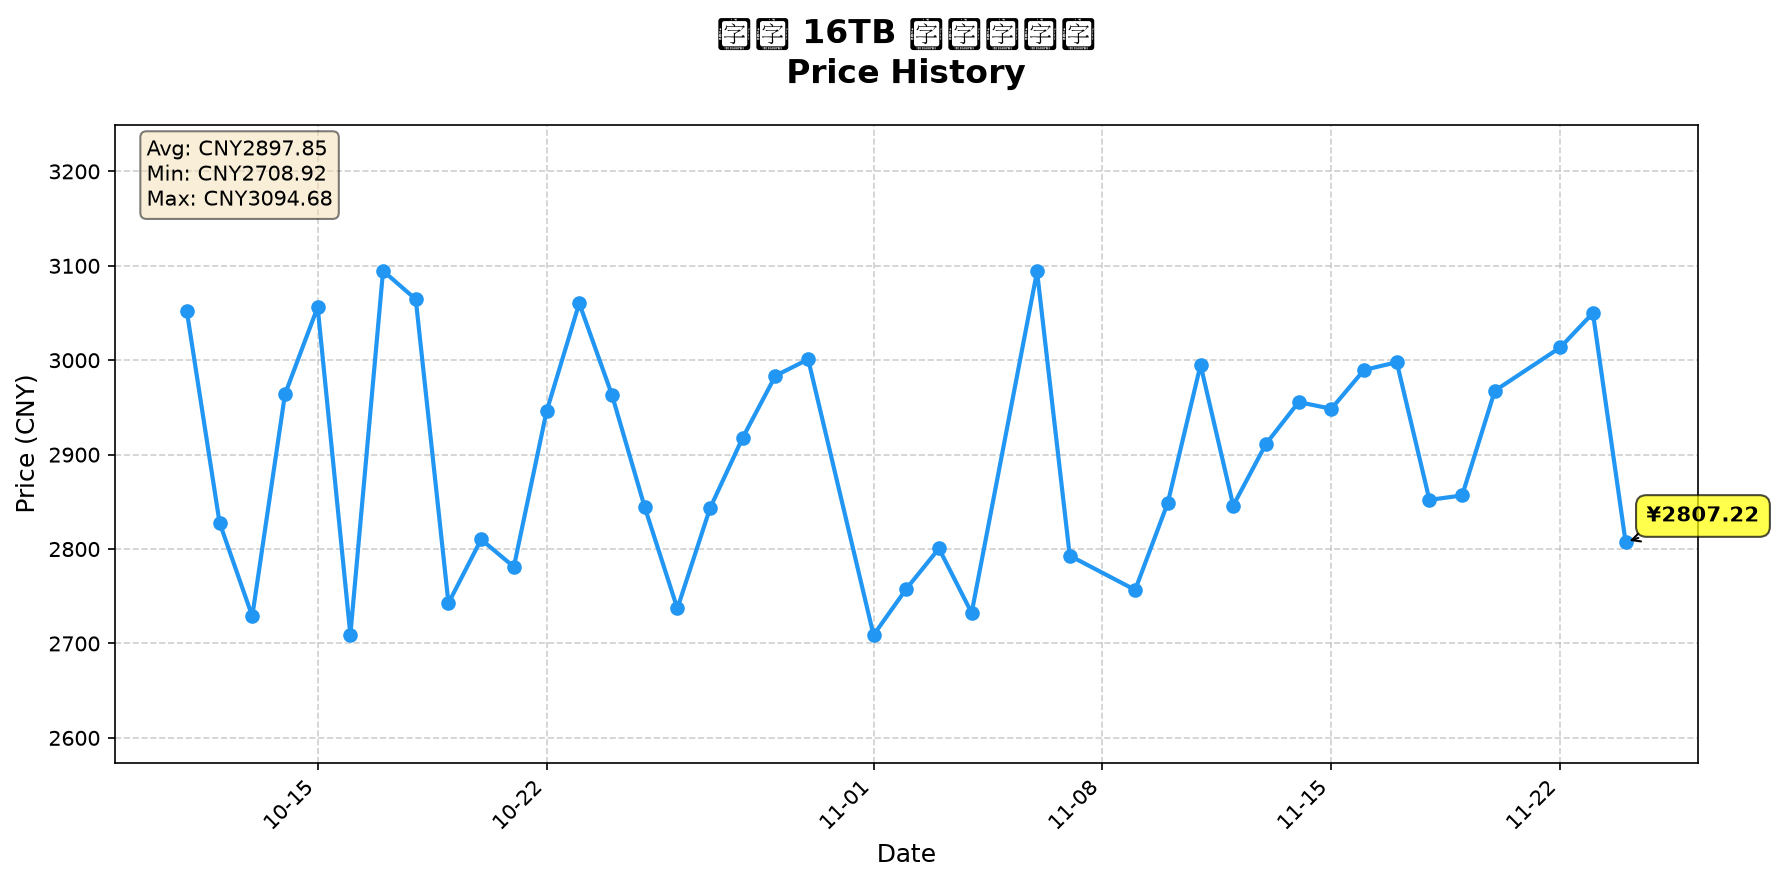 16TB
Price History
Avg: CNY2897.85
Min: CNY2708.92
Max: CNY3094.68
3200
3100
3000
2900
2800
2700
2600
Price (CNY)
¥2807.22
10-15
10-22
11-01
11-08
11-15
11-22
Date